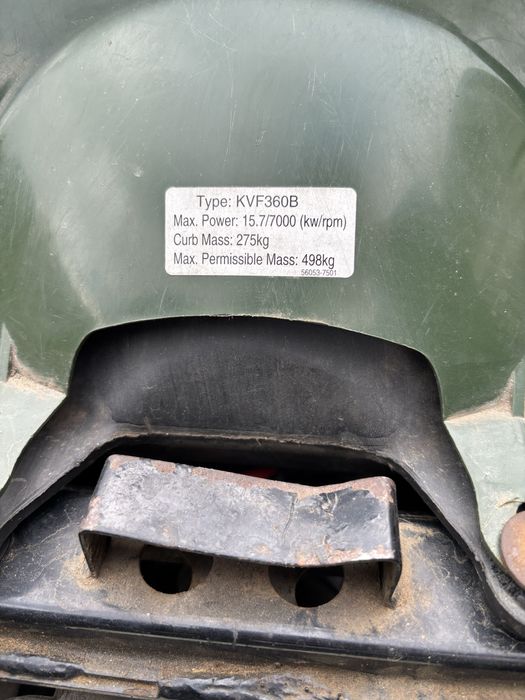 Type: KVF360B
Max. Power: 15.7/7000 (kw/rpm)
Curb Mass: 275kg
Max. Permissible Mass: 498kg
56053-7501